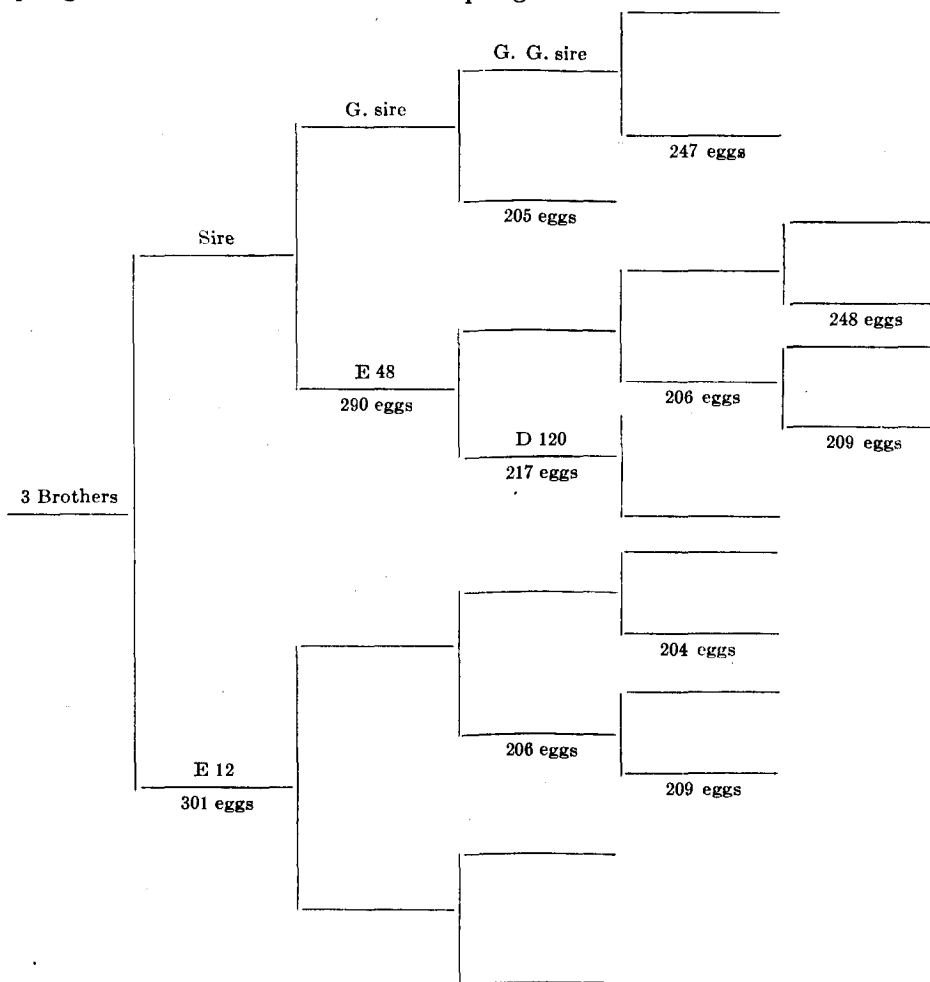 G. G. sire
G. sire
247 eggs
205 eggs
Sire
248 eggs
E 48
290 eggs
206 eggs
D 120
217 eggs
209 eggs
3 Brothers
204 eggs
206 eggs
E 12
301 eggs
209 eggs